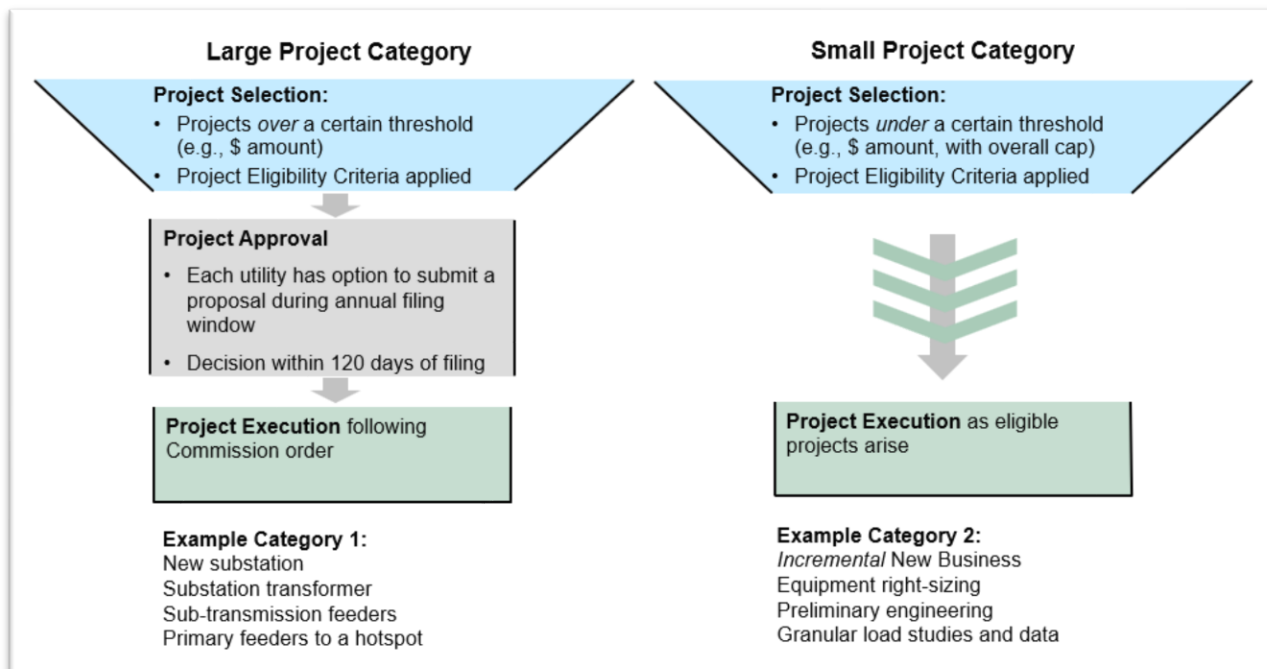 Large Project Category
Project Selection:
• Projects over a certain threshold
(e.g., $ amount)
• Project Eligibility Criteria applied
Project Approval
• Each utility has option to submit a
proposal during annual filing
window
• Decision within 120 days of filing
Project Execution following
Commission order
Example Category 1:
New substation
Substation transformer
Sub-transmission feeders
Primary feeders to a hotspot
Small Project Category
Project Selection:
• Projects under a certain threshold
(e.g., $ amount, with overall cap)
• Project Eligibility Criteria applied
Project Execution as eligible
projects arise
Example Category 2:
Incremental New Business
Equipment right-sizing
Preliminary engineering
Granular load studies and data